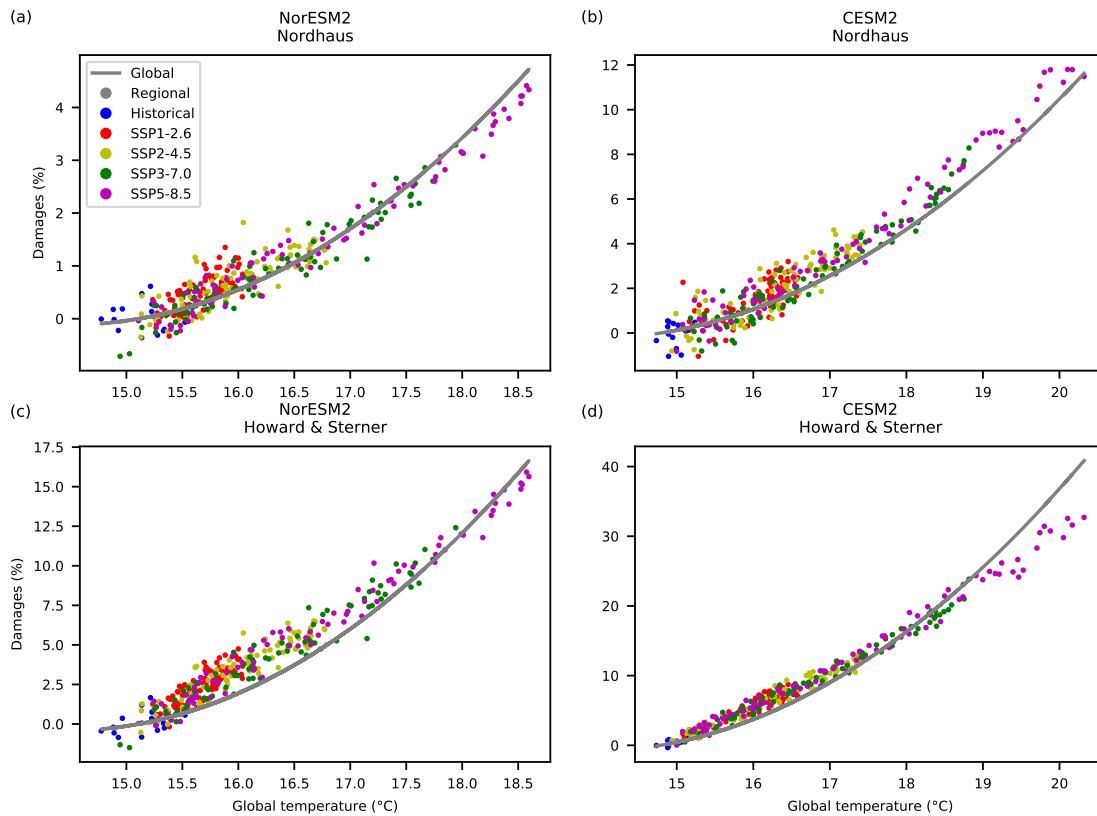 (a)
NorESM2
Nordhaus
(b)
CESM2
Nordhaus
Damages (%)
4
3
2
1
0
Global
Regional
Historical
SSP1-2.6
SSP2-4.5
SSP3-7.0
SSP5-8.5
15.0 15.5 16.0 16.5 17.0 17.5 18.0 18.5
12
10
8
6
4
2
0
15 16 17 18 19 20
(c)
NorESM2
Howard & Sterner
(d)
CESM2
Howard & Sterner
Damages (%)
17.5
15.0
12.5
10.0
7.5
5.0
2.5
0.0
15.0 15.5 16.0 16.5 17.0 17.5 18.0 18.5
Global temperature (°C)
40
30
20
10
0
15 16 17 18 19 20
Global temperature (°C)